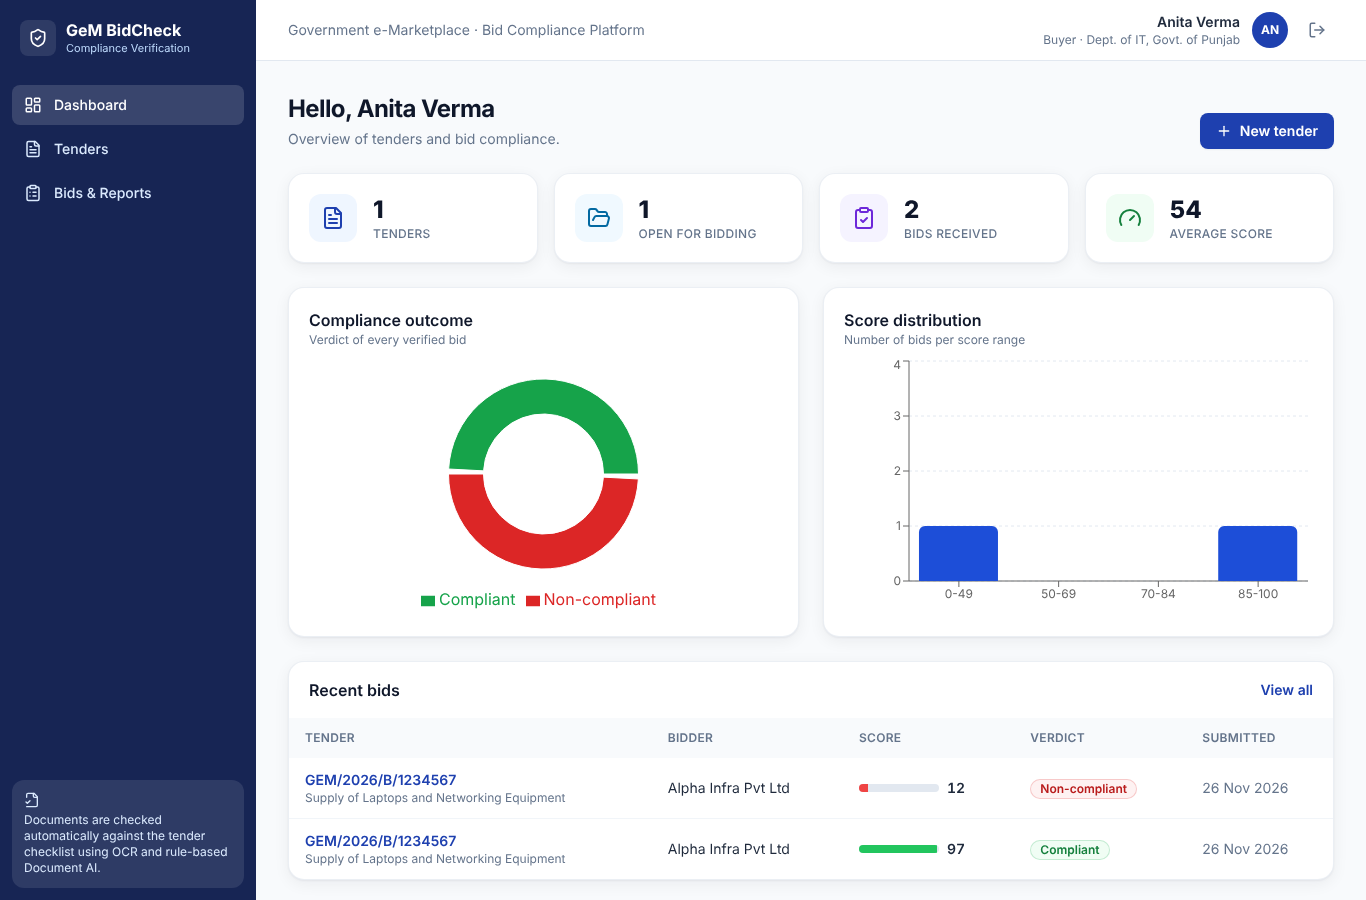 GeM BidCheck
Compliance Verification
Dashboard
Tenders
Bids & Reports
Documents are checked
automatically against the tender
checklist using OCR and rule-based
Document AI.
Government e-Marketplace · Bid Compliance Platform
Anita Verma
Buyer · Dept. of IT, Govt. of Punjab
AN
Hello, Anita Verma
Overview of tenders and bid compliance.
New tender
1
TENDERS
1
OPEN FOR BIDDING
2
BIDS RECEIVED
54
AVERAGE SCORE
Compliance outcome
Verdict of every verified bid
Compliant Non-compliant
Score distribution
Number of bids per score range
4
3
2
1
0
0-49 50-69 70-84 85-100
Recent bids View all
TENDER BIDDER SCORE VERDICT SUBMITTED
GEM/2026/B/1234567
Supply of Laptops and Networking Equipment
Alpha Infra Pvt Ltd 12 Non-compliant 26 Nov 2026
GEM/2026/B/1234567
Supply of Laptops and Networking Equipment
Alpha Infra Pvt Ltd 97 Compliant 26 Nov 2026